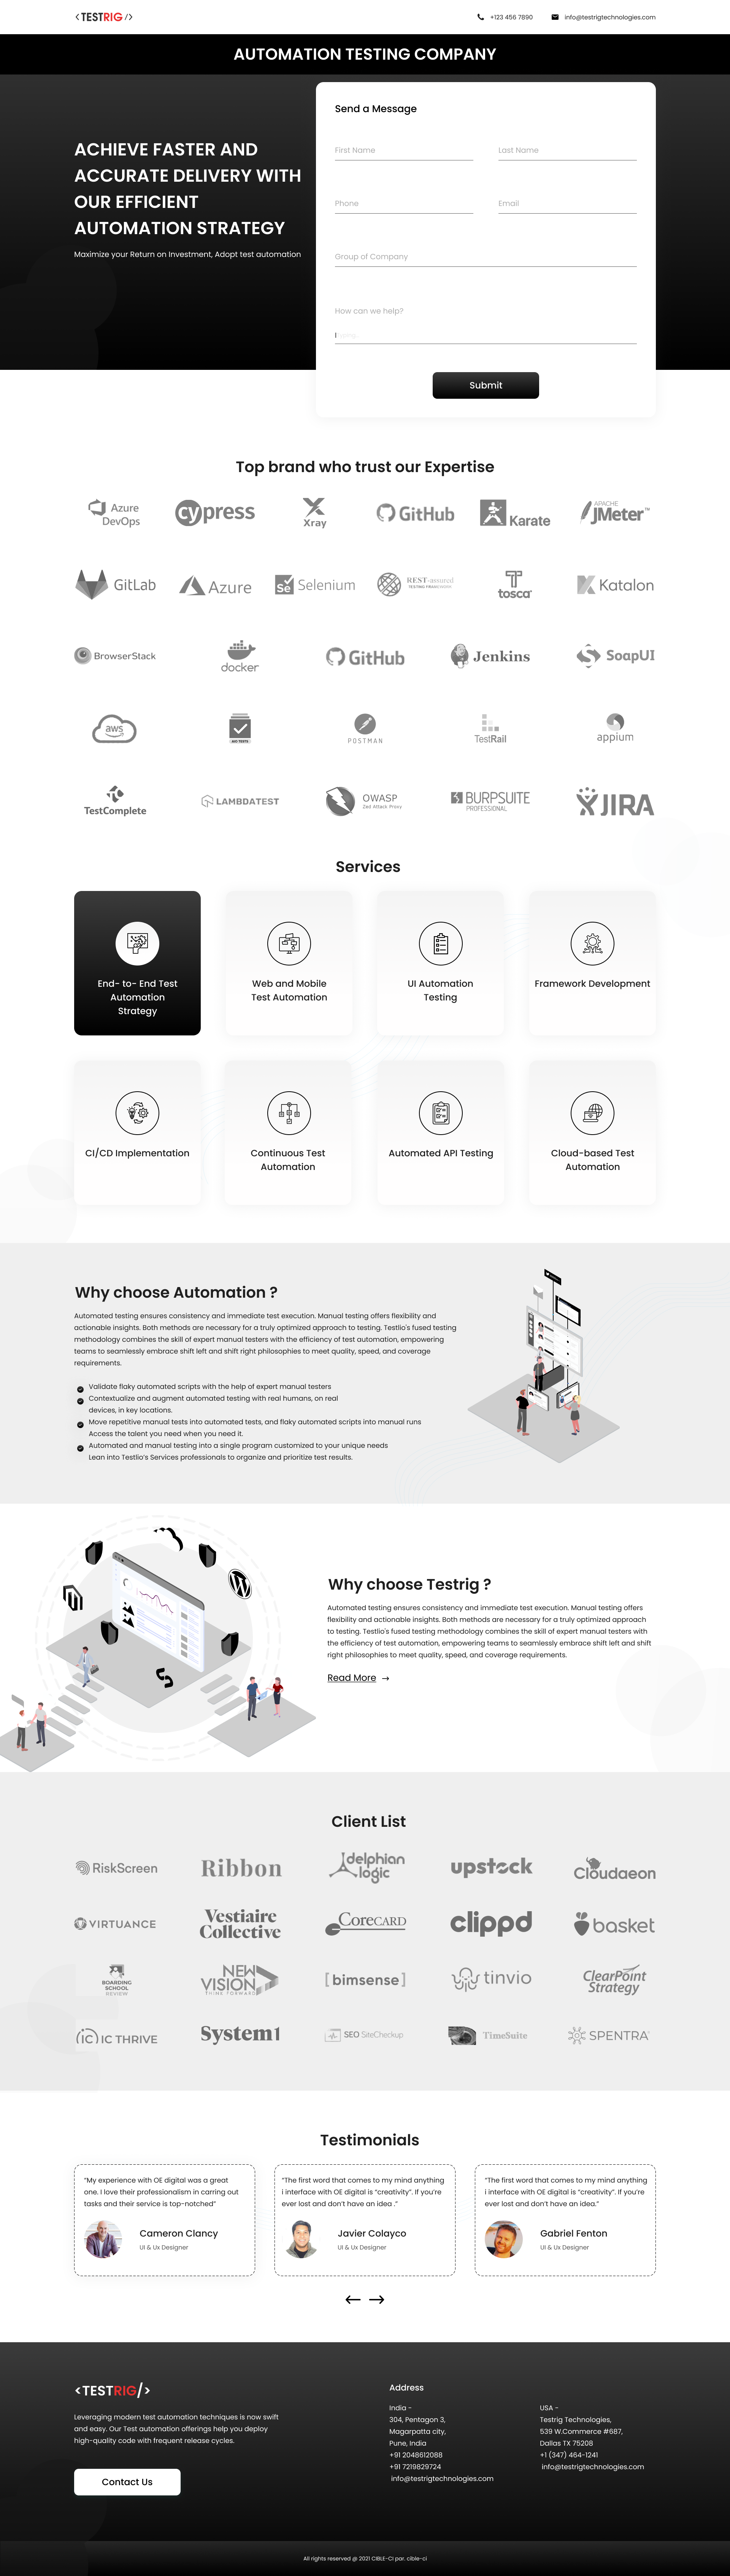 <TESTRIG/>
+123 456 7890
info@testrigtechnologies.com
AUTOMATION TESTING COMPANY
ACHIEVE FASTER AND
ACCURATE DELIVERY WITH
OUR EFFICIENT
AUTOMATION STRATEGY
Maximize your Return on Investment, Adopt test automation
Send a Message
First Name
Last Name
Phone
Email
Group of Company
How can we help?
Submit
Top brand who trust our Expertise
Azure
DevOps
cypress
Xray
GitHub
Karate
APACHE
JMeter™
GitLab
Azure
Se Selenium
REST-assured
tosca
Katalon
BrowserStack
docker
GitHub
Jenkins
SoapUI
aws
POSTMAN
TestRail
appium
TestComplete
LAMBDATEST
OWASP
Zed Attack Proxy
BURPSUITE
PROFESSIONAL
JIRA
Services
End- to- End Test
Automation
Strategy
Web and Mobile
Test Automation
UI Automation
Testing
Framework Development
CI/CD Implementation
Continuous Test
Automation
Automated API Testing
Cloud-based Test
Automation
Why choose Automation ?
Automated testing ensures consistency and immediate test execution. Manual testing offers flexibility and
actionable insights. Both methods are necessary for a truly optimized approach to testing. Testlio's fused testing
methodology combines the skill of expert manual testers with the efficiency of test automation, empowering
teams to seamlessly embrace shift left and shift right philosophies to meet quality, speed, and coverage
requirements.
Validate flaky automated scripts with the help of expert manual testers
Contextualize and augment automated testing with real humans, on real
devices, in key locations.
Move repetitive manual tests into automated tests, and flaky automated scripts into manual runs
Access the talent you need when you need it.
Automated and manual testing into a single program customized to your unique needs
Lean into Testlio's Services professionals to organize and prioritize test results.
Why choose Testrig ?
Automated testing ensures consistency and immediate test execution. Manual testing offers
flexibility and actionable insights. Both methods are necessary for a truly optimized approach
to testing. Testlio's fused testing methodology combines the skill of expert manual testers with
the efficiency of test automation, empowering teams to seamlessly embrace shift left and shift
right philosophies to meet quality, speed, and coverage requirements.
Read More →
Client List
RiskScreen
Ribbon
delphian
logic
upstock
Cloudaeon
VIRTUANCE
Vestiaire
Collective
CORECARD
clippd
basket
BOARDING
SCHOOL
REVIEW
NEW
VISION
THINK FORWARD
[bimsense]
tinvio
ClearPoint
Strategy
IC IC THRIVE
System1
SEO SiteCheckup
TimeSuite
SPENTRA
Testimonials
“My experience with OE digital was a great
one. I love their professionalism in carring out
tasks and their service is top-notched”
Cameron Clancy
UI & Ux Designer
“The first word that comes to my mind anything
i interface with OE digital is “creativity”. If you’re
ever lost and don’t have an idea .”
Javier Colayco
UI & Ux Designer
“The first word that comes to my mind anything
i interface with OE digital is “creativity”. If you’re
ever lost and don’t have an idea.”
Gabriel Fenton
UI & Ux Designer
<TESTRIG/>
Leveraging modern test automation techniques is now swift
and easy. Our Test automation offerings help you deploy
high-quality code with frequent release cycles.
Contact Us
Address
India -
304, Pentagon 3,
Magarpatta city,
Pune, India
+91 2048612088
+91 7219829724
info@testrigtechnologies.com
USA -
Testrig Technologies,
539 W.Commerce #687,
Dallas TX 75208
+1 (347) 464-1241
info@testrigtechnologies.com
All rights reserved @ 2021 CIBLE-CI par. cible-ci